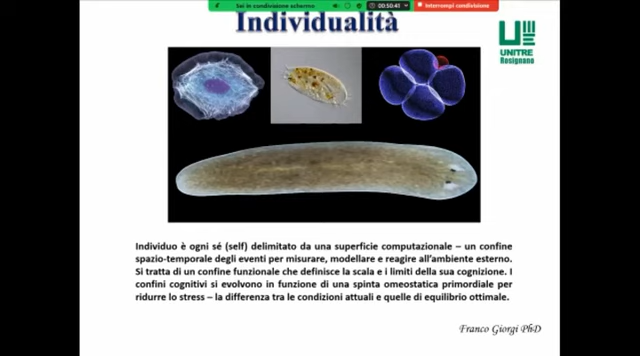 Sei in condivisione schermo 00:50:41 Interrompi condivisione
Individualità
UNITRE
Rosignano
Individuo è ogni sé (self) delimitato da una superficie computazionale – un confine
spazio-temporale degli eventi per misurare, modellare e reagire all'ambiente esterno.
Si tratta di un confine funzionale che definisce la scala e i limiti della sua cognizione. I
confini cognitivi si evolvono in funzione di una spinta omeostatica primordiale per
ridurre lo stress – la differenza tra le condizioni attuali e quelle di equilibrio ottimale.
Franco Giorgi PhD